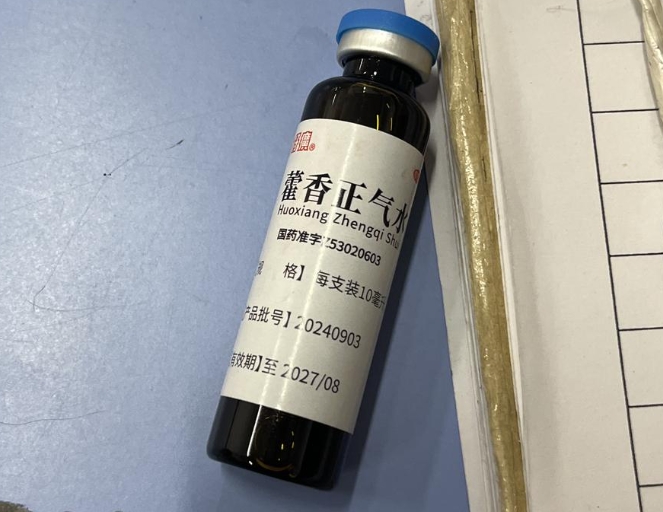 藿香正气水
Huoxiang Zhengqi Shui
国药准字Z53020603
格】 每支装10毫升
产品批号】20240903
有效期】至 2027/08